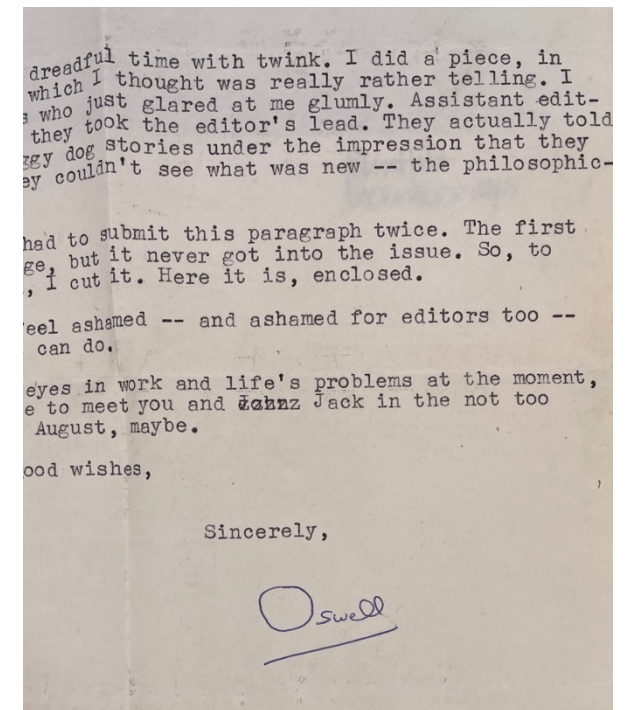 dreadful time with twink. I did a piece, in
which I thought was really rather telling. I
s who just glared at me glumly. Assistant edit-
they took the editor's lead. They actually told
ggy dog stories under the impression that they
ey couldn't see what was new -- the philosophic-
had to submit this paragraph twice. The first
ge, but it never got into the issue. So, to
, I cut it. Here it is, enclosed.
eel ashamed -- and ashamed for editors too --
can do.
eyes in work and life's problems at the moment,
e to meet you and Jack in the not too
August, maybe.
ood wishes,
Sincerely,
Oswell